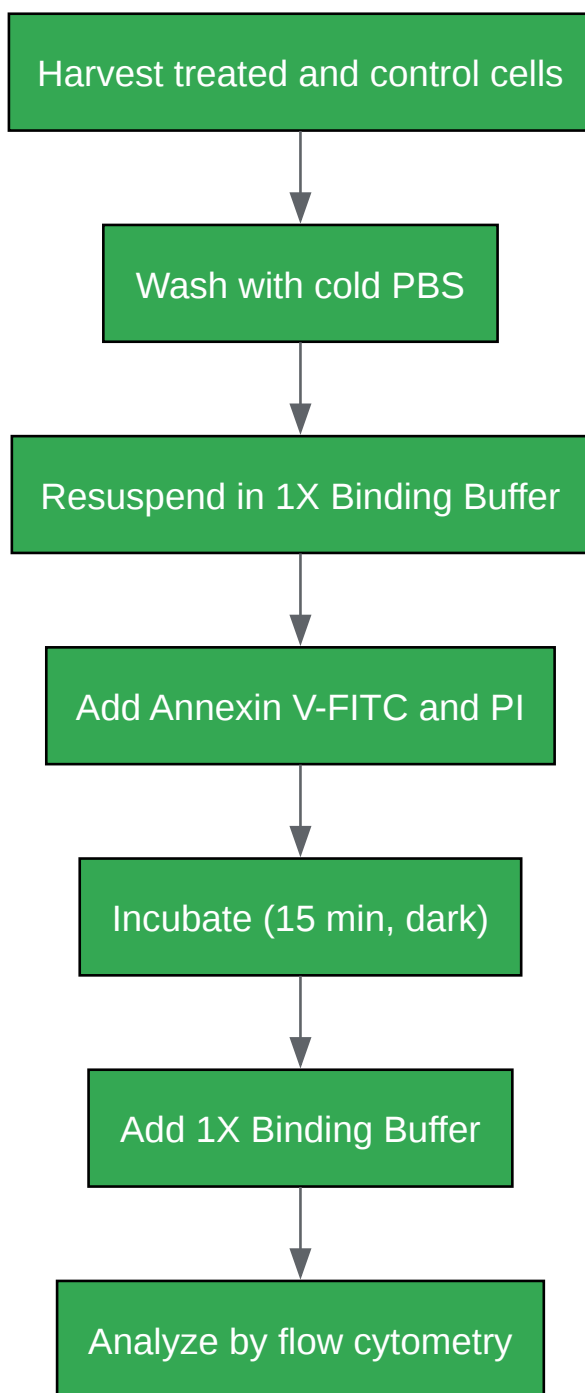 Harvest treated and control cells
Wash with cold PBS
Resuspend in 1X Binding Buffer
Add Annexin V-FITC and PI
Incubate (15 min, dark)
Add 1X Binding Buffer
Analyze by flow cytometry